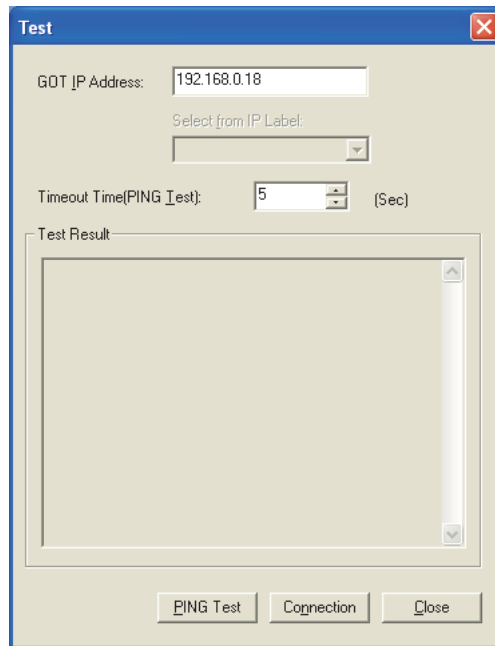 Test
GOT IP Address: 192.168.0.18
Select from IP Label:
Timeout Time(PING Test): 5 (Sec)
Test Result
PING Test Connection Close